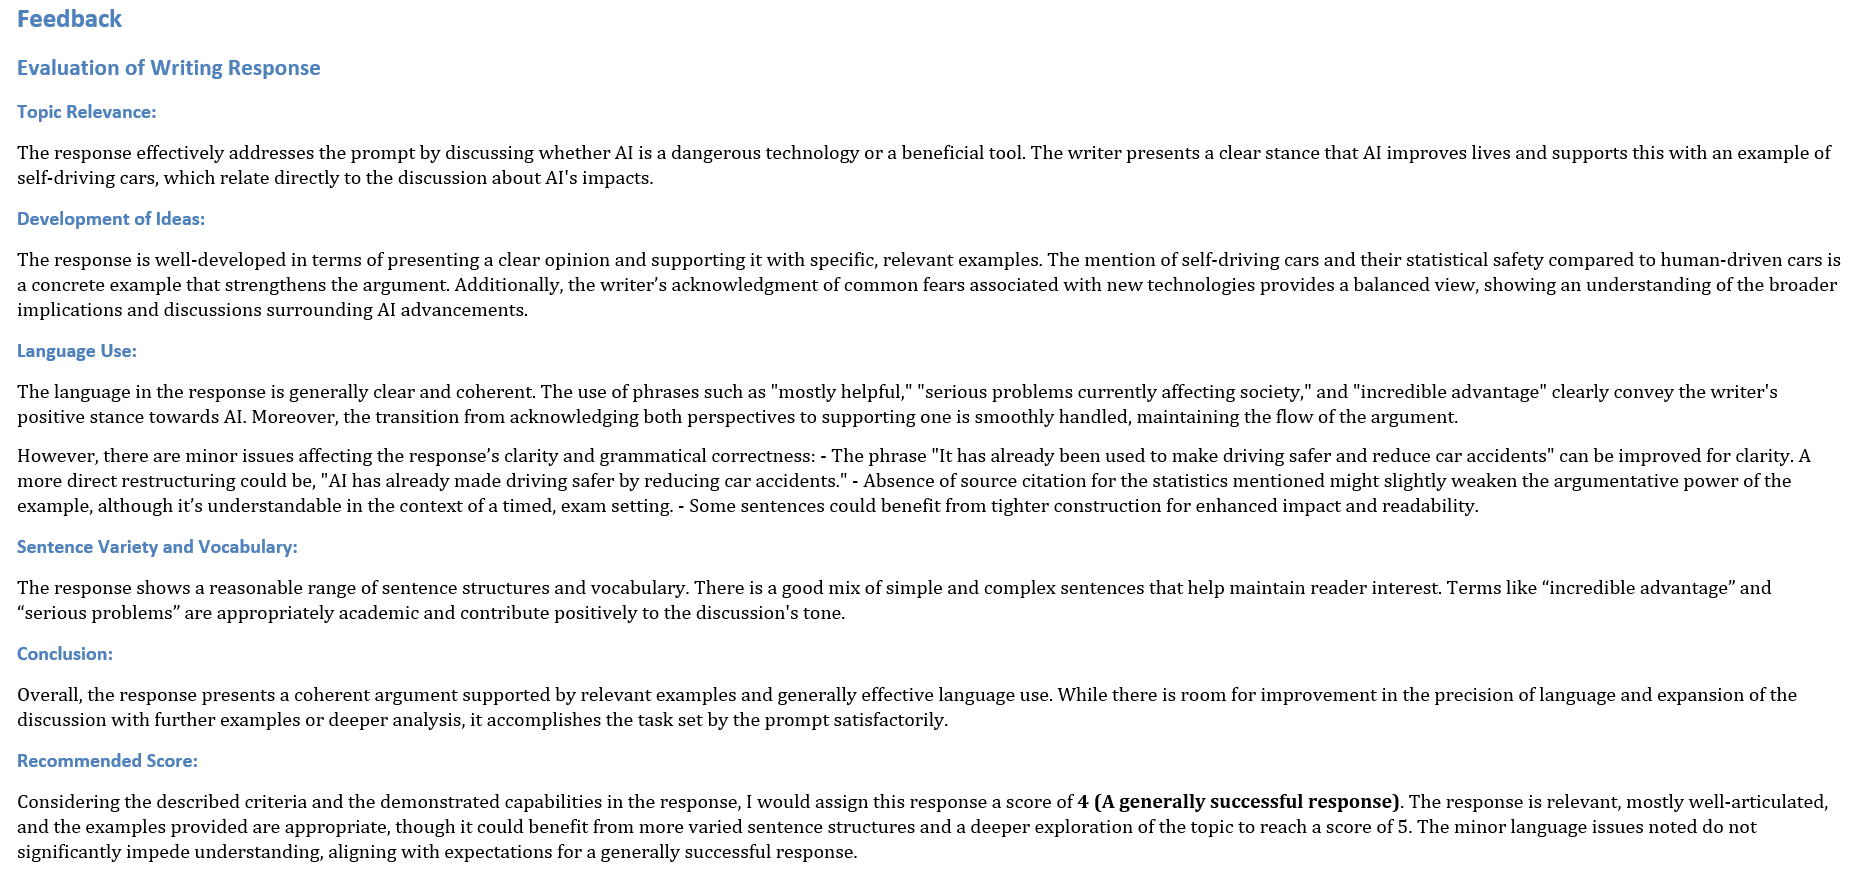 Feedback
Evaluation of Writing Response
Topic Relevance:
The response effectively addresses the prompt by discussing whether AI is a dangerous technology or a beneficial tool. The writer presents a clear stance that AI improves lives and supports this with an example of
self-driving cars, which relate directly to the discussion about AI's impacts.
Development of Ideas:
The response is well-developed in terms of presenting a clear opinion and supporting it with specific, relevant examples. The mention of self-driving cars and their statistical safety compared to human-driven cars is
a concrete example that strengthens the argument. Additionally, the writer’s acknowledgment of common fears associated with new technologies provides a balanced view, showing an understanding of the broader
implications and discussions surrounding AI advancements.
Language Use:
The language in the response is generally clear and coherent. The use of phrases such as "mostly helpful," "serious problems currently affecting society," and "incredible advantage" clearly convey the writer's
positive stance towards AI. Moreover, the transition from acknowledging both perspectives to supporting one is smoothly handled, maintaining the flow of the argument.
However, there are minor issues affecting the response’s clarity and grammatical correctness: - The phrase "It has already been used to make driving safer and reduce car accidents" can be improved for clarity. A
more direct restructuring could be, "AI has already made driving safer by reducing car accidents." - Absence of source citation for the statistics mentioned might slightly weaken the argumentative power of the
example, although it’s understandable in the context of a timed, exam setting. - Some sentences could benefit from tighter construction for enhanced impact and readability.
Sentence Variety and Vocabulary:
The response shows a reasonable range of sentence structures and vocabulary. There is a good mix of simple and complex sentences that help maintain reader interest. Terms like “incredible advantage” and
“serious problems” are appropriately academic and contribute positively to the discussion's tone.
Conclusion:
Overall, the response presents a coherent argument supported by relevant examples and generally effective language use. While there is room for improvement in the precision of language and expansion of the
discussion with further examples or deeper analysis, it accomplishes the task set by the prompt satisfactorily.
Recommended Score:
Considering the described criteria and the demonstrated capabilities in the response, I would assign this response a score of 4 (A generally successful response). The response is relevant, mostly well-articulated,
and the examples provided are appropriate, though it could benefit from more varied sentence structures and a deeper exploration of the topic to reach a score of 5. The minor language issues noted do not
significantly impede understanding, aligning with expectations for a generally successful response.